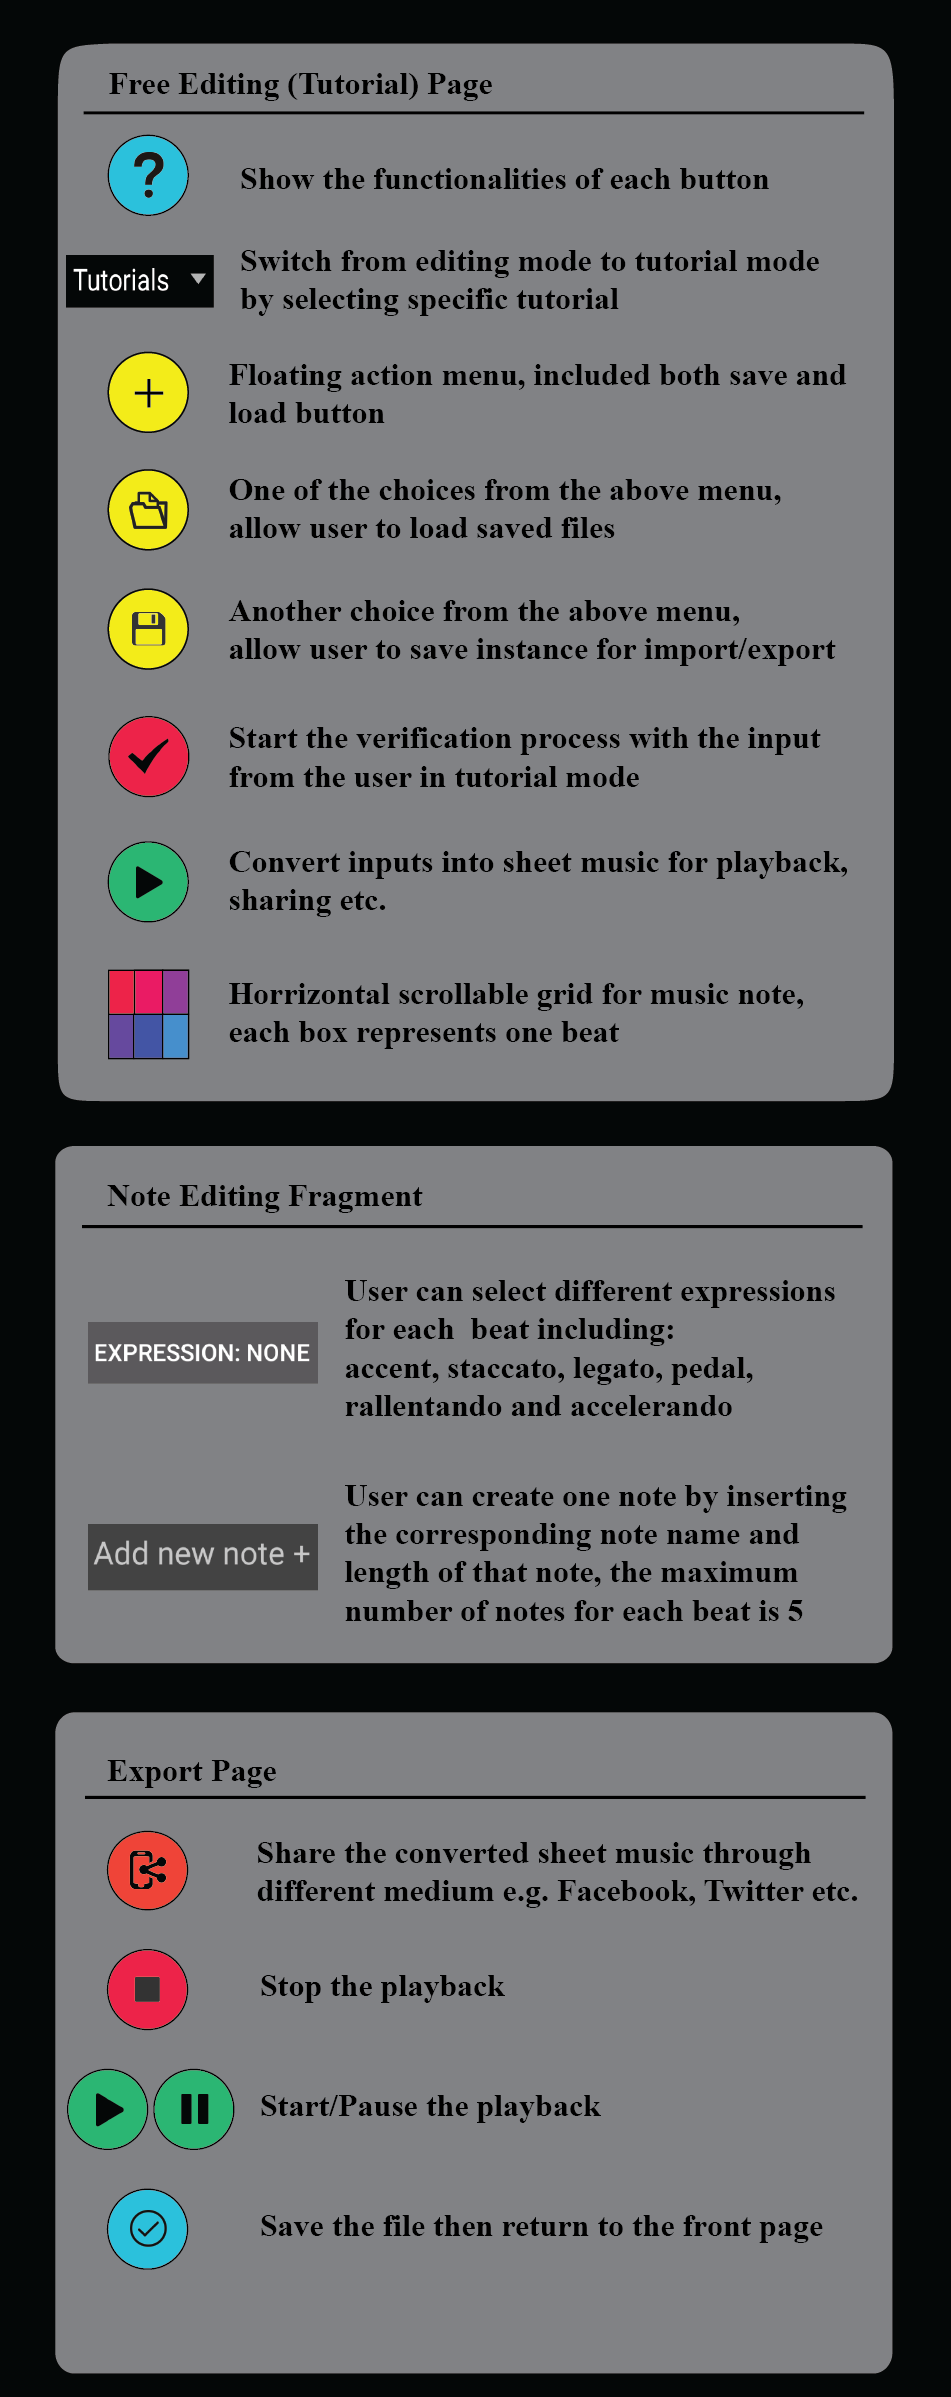 Free Editing (Tutorial) Page
?
Show the functionalities of each button
Tutorials
Switch from editing mode to tutorial mode
by selecting specific tutorial
+
Floating action menu, included both save and
load button
One of the choices from the above menu,
allow user to load saved files
Another choice from the above menu,
allow user to save instance for import/export
Start the verification process with the input
from the user in tutorial mode
Convert inputs into sheet music for playback,
sharing etc.
Horrizontal scrollable grid for music note,
each box represents one beat
Note Editing Fragment
EXPRESSION: NONE
User can select different expressions
for each  beat including:
accent, staccato, legato, pedal,
rallentando and accelerando
Add new note +
User can create one note by inserting
the corresponding note name and
length of that note, the maximum
number of notes for each beat is 5
Export Page
Share the converted sheet music through
different medium e.g. Facebook, Twitter etc.
Stop the playback
Start/Pause the playback
Save the file then return to the front page